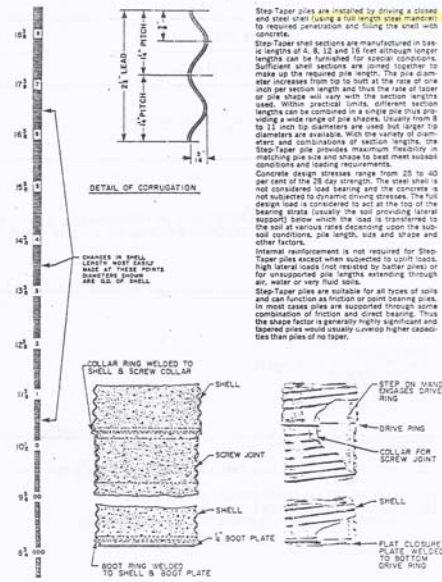 Step-Taper piles are installed by driving a closed
end steel shell (using a full length steel mandrel)
to required penetration and filling the shell with
concrete.
Step-Taper shell sections are manufactured in bas-
ic lengths of 4, 8, 12 and 16 feet although longer
lengths can be furnished for special conditions.
Sufficient shell sections are joined together to
make up the required pile length. The pile diam-
eter increases from tip to butt at the rate of one
inch per section length and thus the rate of taper
or pile shape will vary with the section lengths
used. Within practical limits, different section
lengths can be combined in a single pile thus pro-
viding a wide range of pile shapes. Usually from 8
to 11 inch tip diameters are used but larger tip
diameters are available. With the variety of diam-
eters and combinations of section lengths, the
Step-Taper pile provides maximum flexibility in
matching pile size and shape to best meet subsoil
conditions and loading requirements.
Concrete design stresses range from 25 to 40
per cent of the 28 day strength. The steel shell is
not considered load bearing and the concrete is
not subjected to dynamic driving stresses. The full
design load is considered to act at the top of the
bearing strata (usually the soil providing lateral
support) below which the load is transferred to
the soil at various rates depending upon the sub-
soil conditions, pile length, size and shape and
other factors.
Internal reinforcement is not required for Step-
Taper piles except when subjected to uplift loads,
high lateral loads (not resisted by batter piles) or
for unsupported pile lengths extending through
air, water or very fluid soils.
Step-Taper piles are suitable for all types of soils
and can function as friction or point bearing piles.
In most cases piles are supported through some
combination of friction and direct bearing. Thus
the shape factor is generally highly significant and
tapered piles would usually develop higher capaci-
ties than piles of no taper.
2½" LEAD
1¼" PITCH
1¼" PITCH
DETAIL OF CORRUGATION
CHANGES IN SHELL
LENGTH MOST EASILY
MADE AT THESE POINTS
DIAMETERS SHOWN
ARE O.D. OF SHELL
COLLAR RING WELDED TO
SHELL & SCREW COLLAR
SHELL
SCREW JOINT
SHELL
¼" BOOT PLATE
BOOT RING WELDED
TO SHELL & BOOT PLATE
STEP ON MAND
ENGAGES DRIVE
RING
DRIVE RING
COLLAR FOR
SCREW JOINT
SHELL
FLAT CLOSURE
PLATE WELDED
TO BOTTOM
DRIVE RING